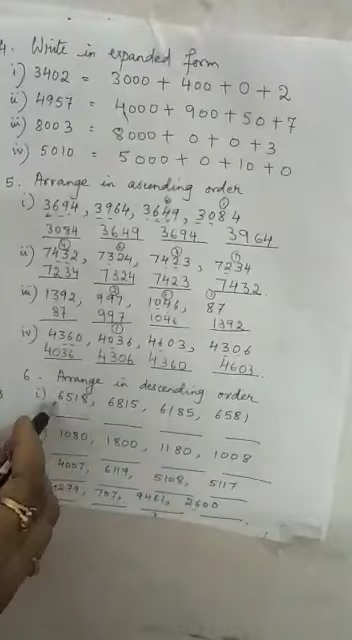 4. Write in expanded form
i) 3402 = 3000 + 400 + 0 + 2
ii) 4957 = 4000 + 900 + 50 + 7
iii) 8003 = 8000 + 0 + 0 + 3
iv) 5010 = 5000 + 0 + 10 + 0
5. Arrange in ascending order
i) 3694, 3964, 3649, 3084
3084 3649 3694 3964
ii) 7432, 7324, 7423, 7234
7234 7324 7423 7432
iii) 1392, 997, 1046, 87
87 997 1046 1392
iv) 4360, 4036, 4603, 4306
4036 4306 4360 4603
6. Arrange in descending order
i) 6518, 6815, 6185, 6581
1080, 1800, 1180, 1008
4007, 6119, 5108, 5117
4279, 707, 9461, 2600